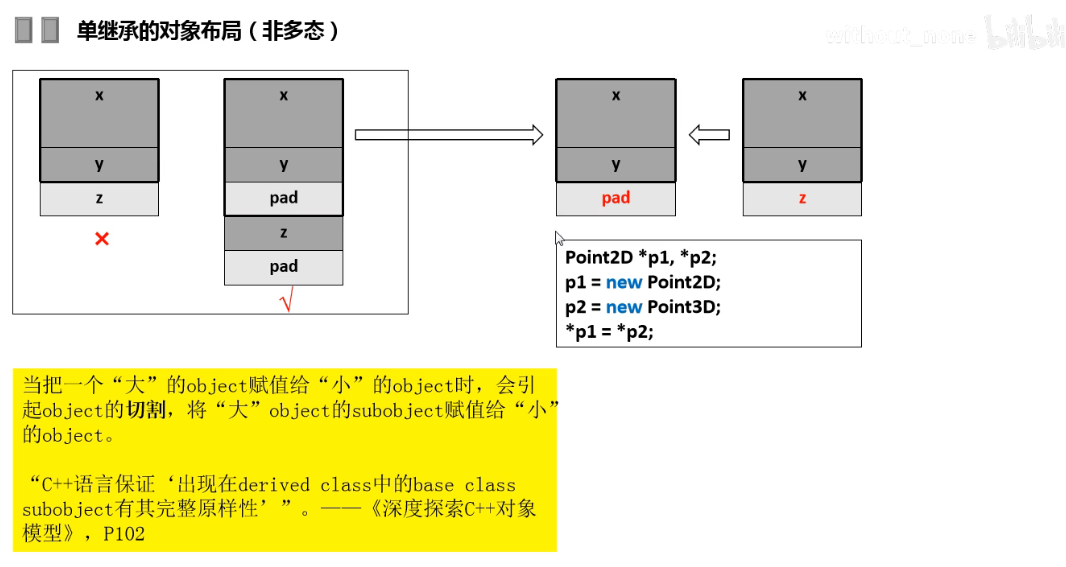 单继承的对象布局（非多态）
without_none bilibili
x
y
z
×
x
y
pad
z
pad
√
x
y
pad
x
y
z
Point2D *p1, *p2;
p1 = new Point2D;
p2 = new Point3D;
*p1 = *p2;
当把一个“大”的object赋值给“小”的object时，会引
起object的切割，将“大”object的subobject赋值给“小”
的object。
“C++语言保证‘出现在derived class中的base class
subobject有其完整原样性’”。——《深度探索C++对象
模型》，P102